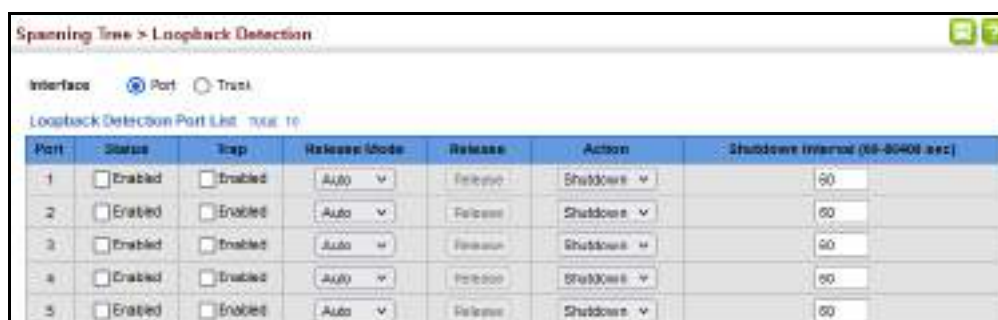 Spanning Tree > Loopback Detection
Interface Port Trunk
Loopback Detection Port List Total: 10
Port Status Trap Release Mode Release Action Shutdown Interval (60-86400 sec)
1 Enabled Enabled Auto Release Shutdown 60
2 Enabled Enabled Auto Release Shutdown 60
3 Enabled Enabled Auto Release Shutdown 60
4 Enabled Enabled Auto Release Shutdown 60
5 Enabled Enabled Auto Release Shutdown 60